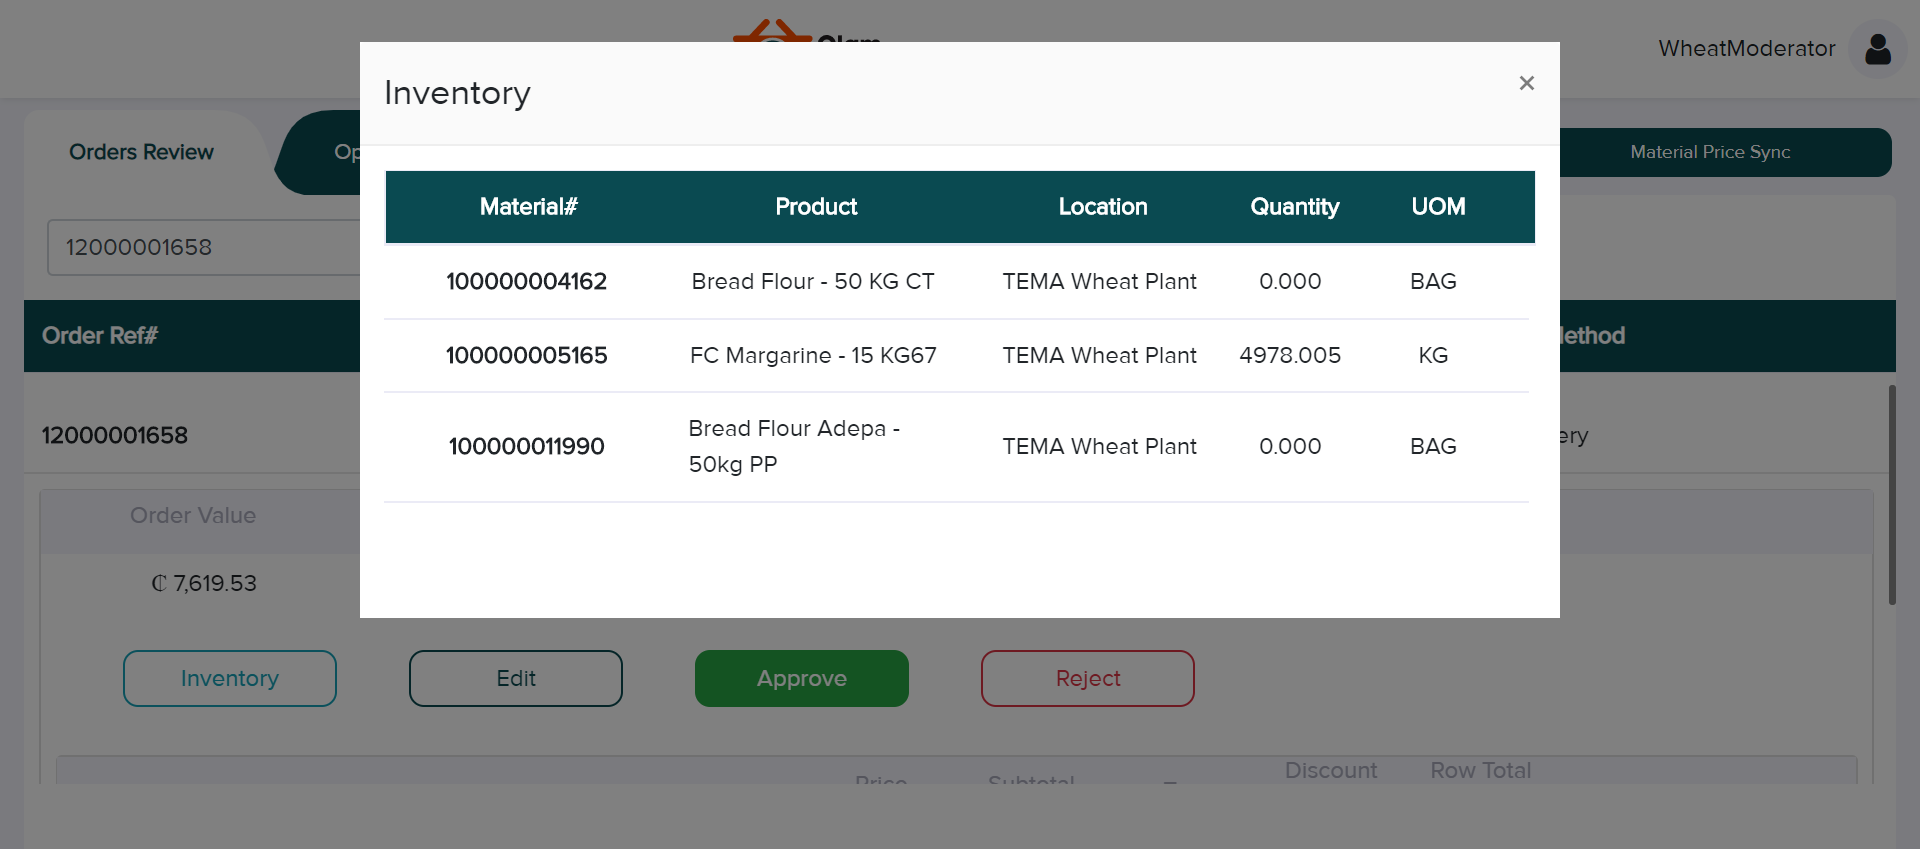 WheatModerator
Inventory
×
Orders Review
Op
Material Price Sync
Material# Product Location Quantity UOM
12000001658
100000004162 Bread Flour - 50 KG CT TEMA Wheat Plant 0.000 BAG
Order Ref#
100000005165 FC Margarine - 15 KG67 TEMA Wheat Plant 4978.005 KG
12000001658
100000011990 Bread Flour Adepa -
50kg PP TEMA Wheat Plant 0.000 BAG
Order Value
₵ 7,619.53
Inventory Edit Approve Reject
Price Subtotal Discount Row Total